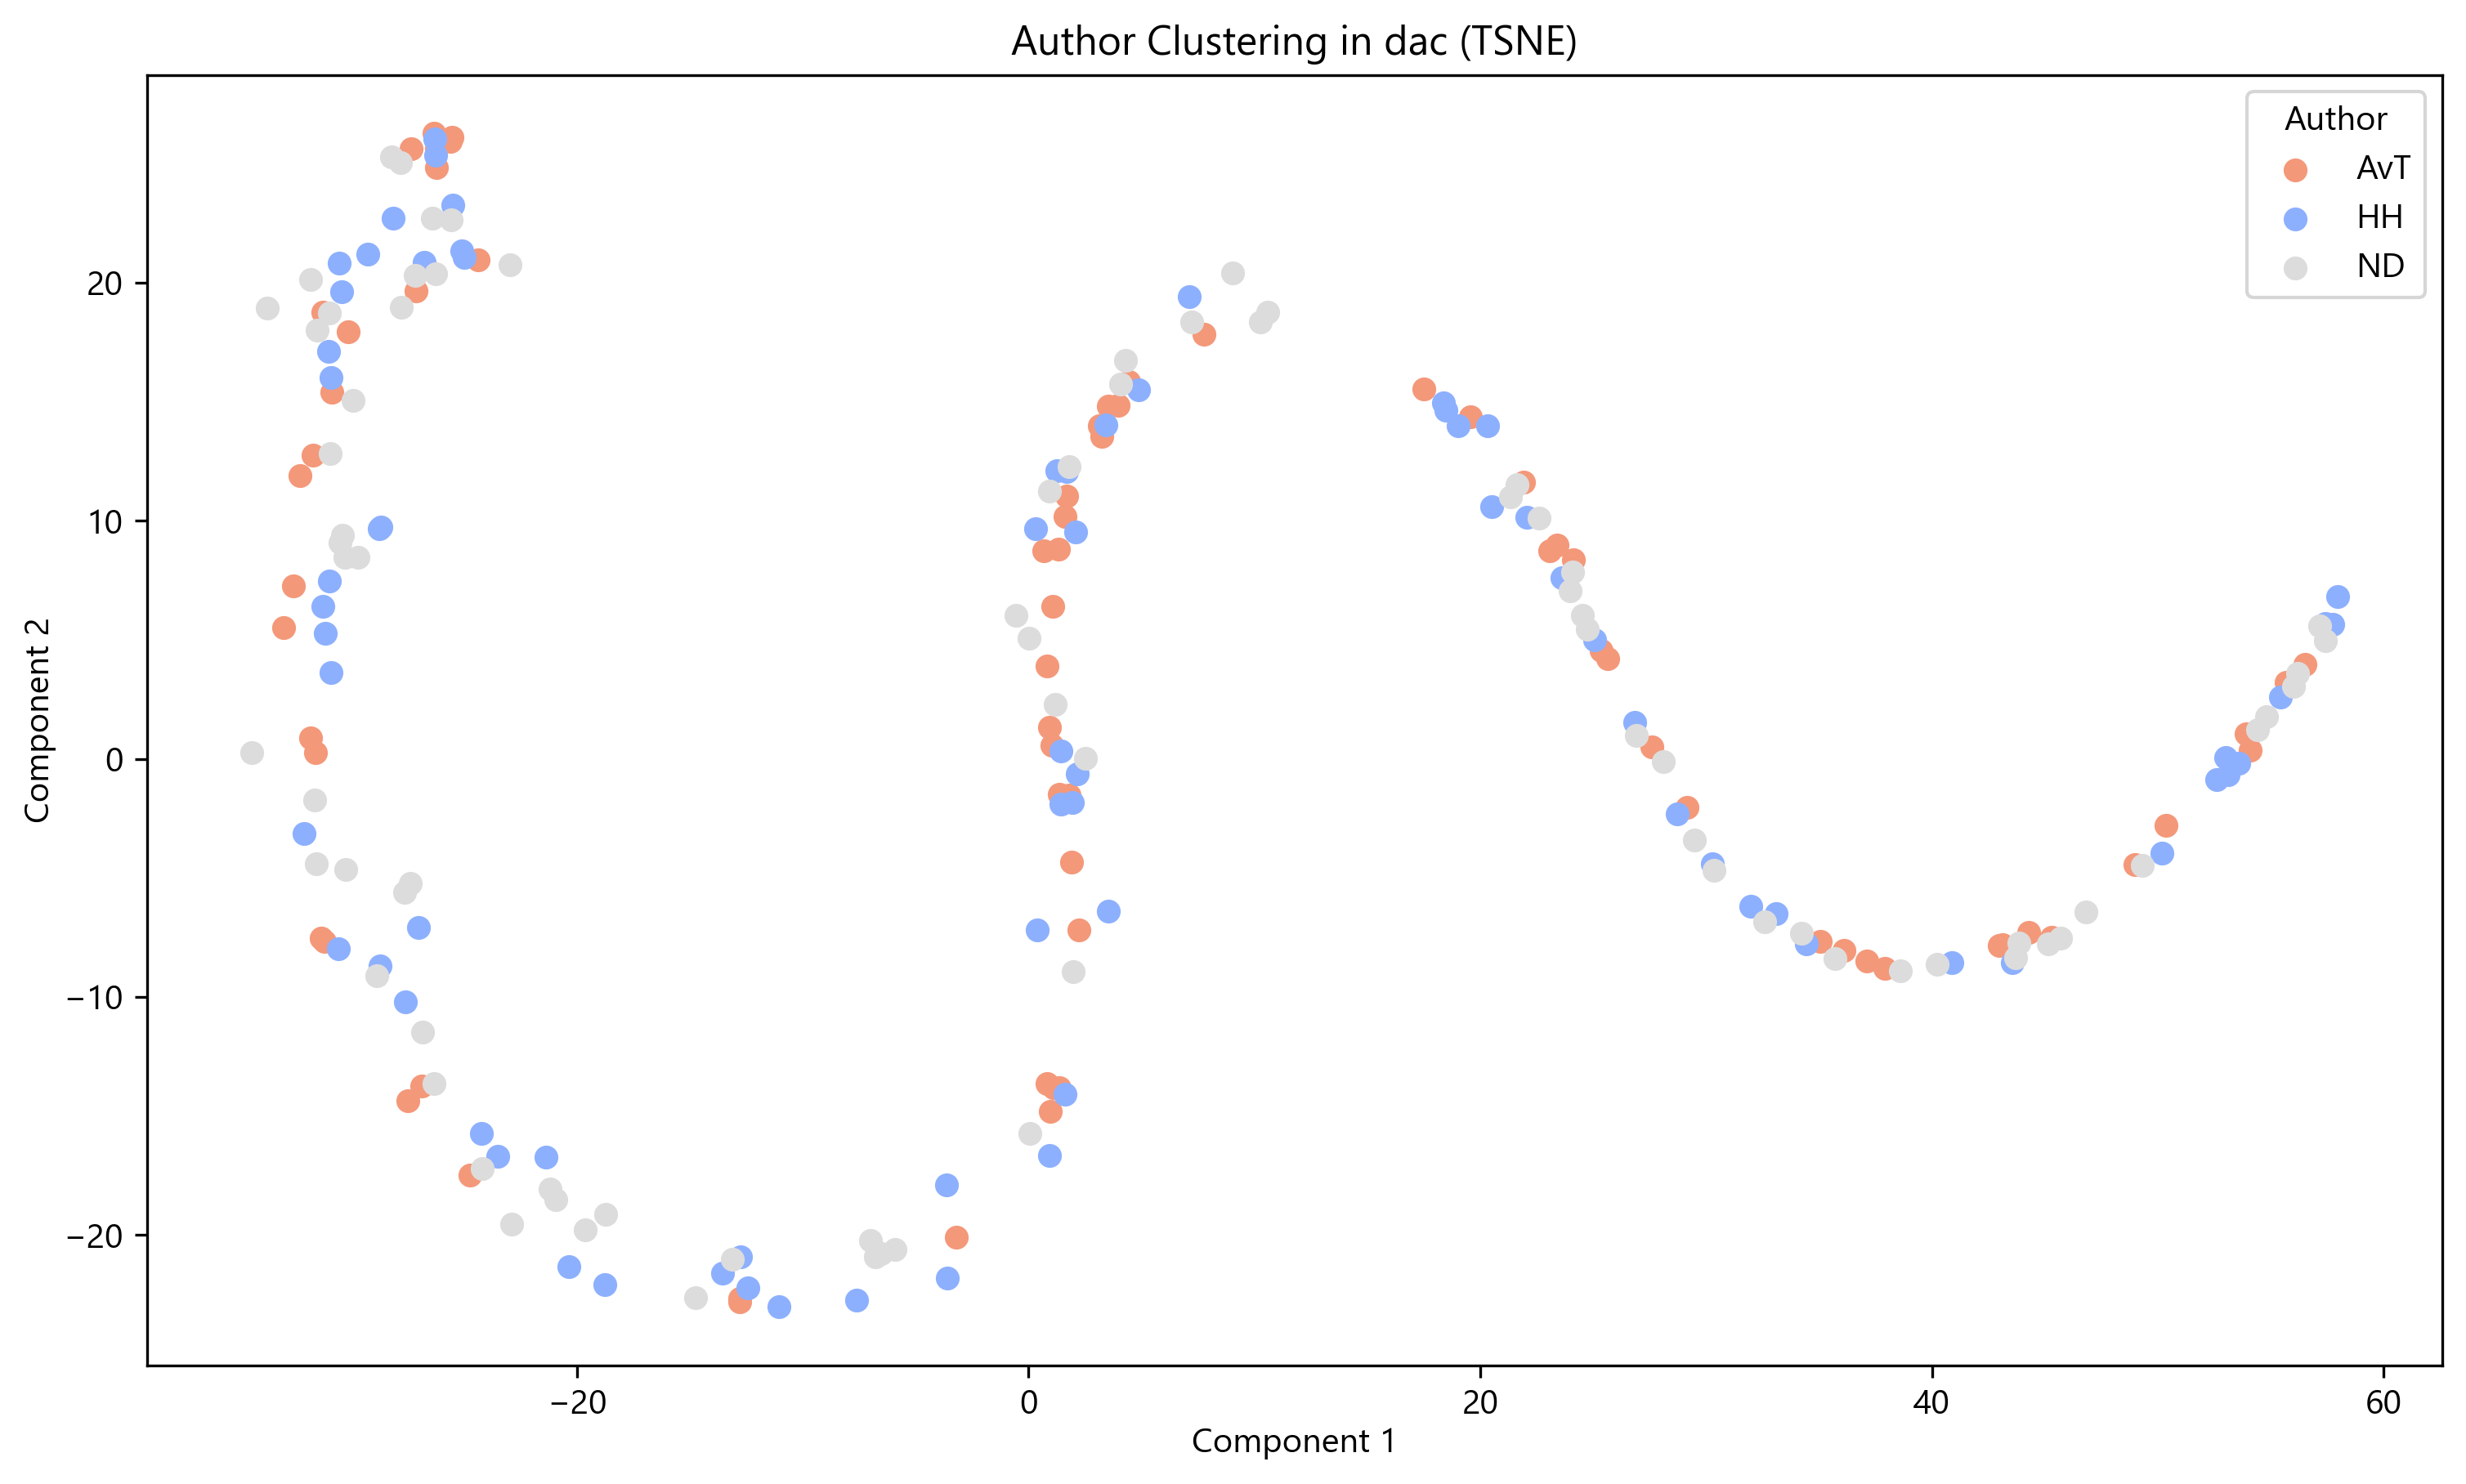 Author Clustering in dac (TSNE)
Author
AvT
HH
ND
20
10
0
−10
−20
Component 2
−20
0
20
40
60
Component 1